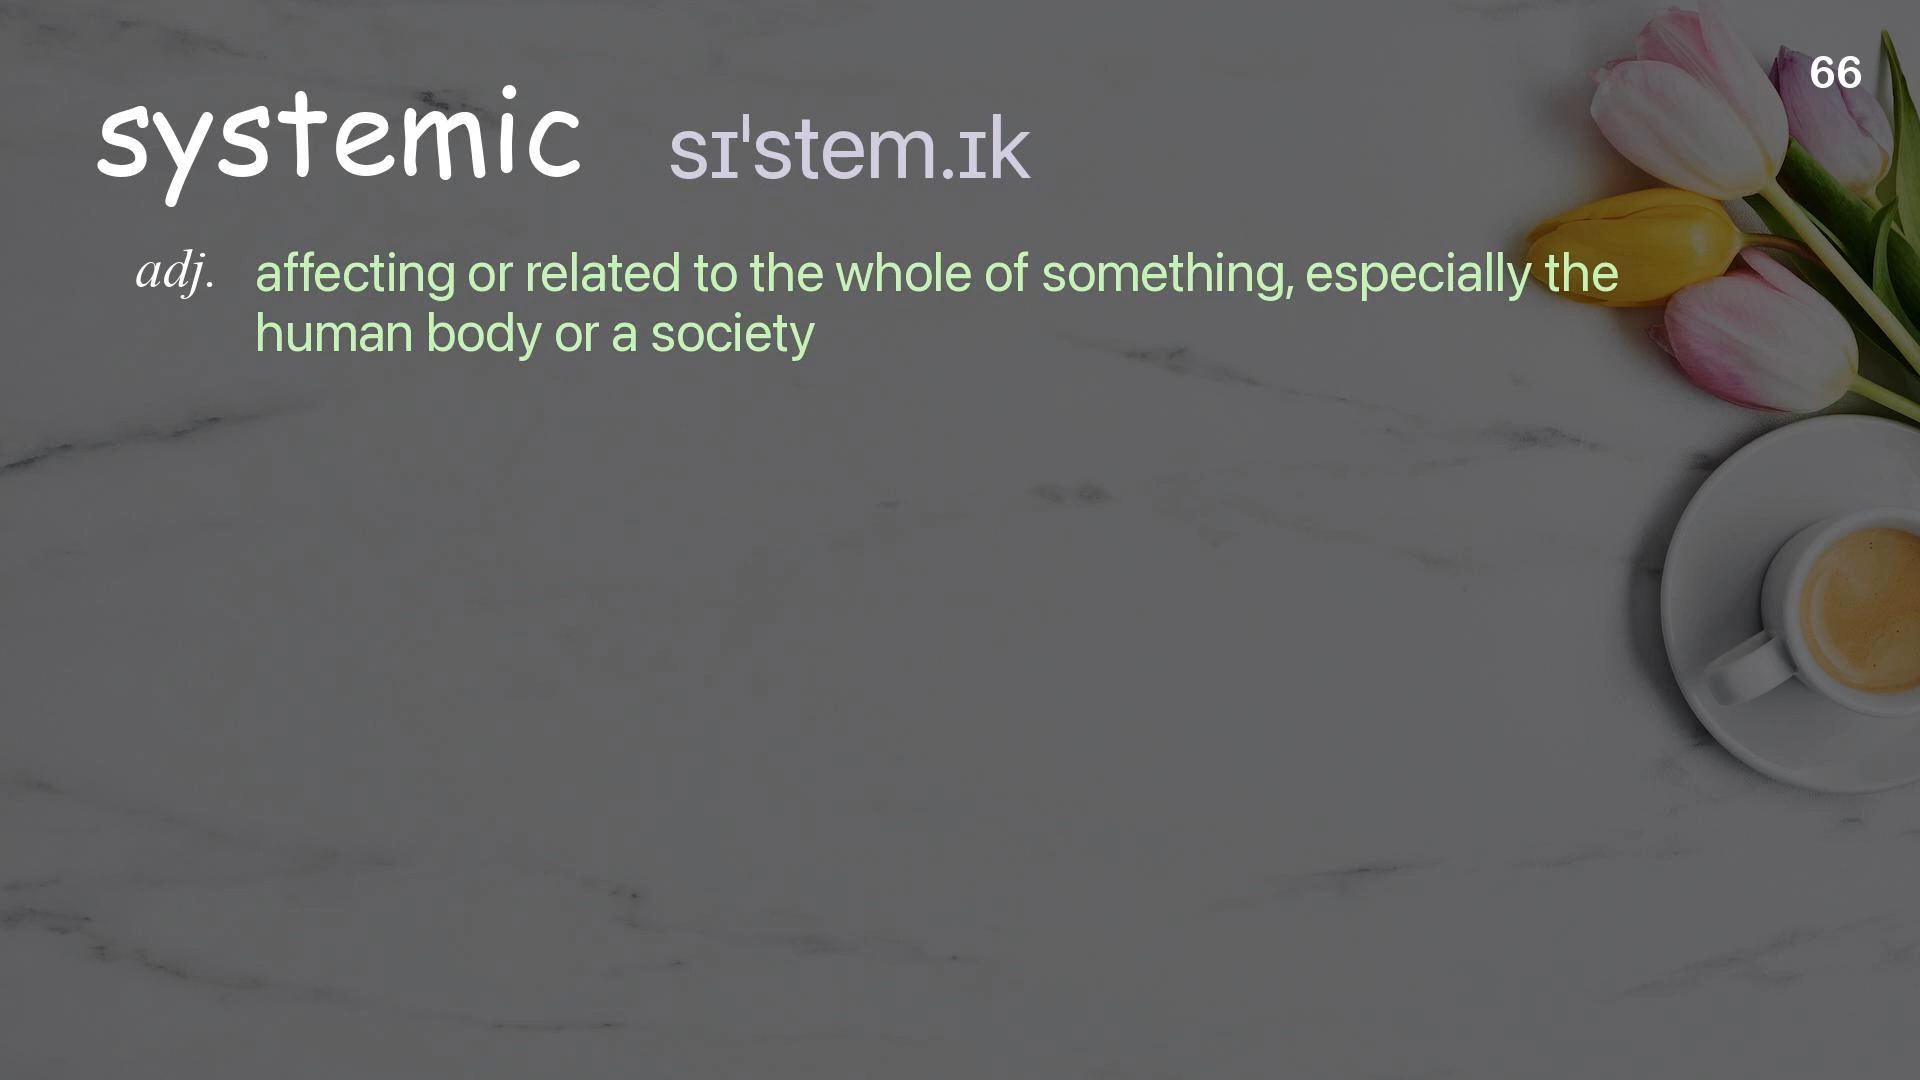 66
systemic sɪˈstem.ɪk
adj. affecting or related to the whole of something, especially the
human body or a society